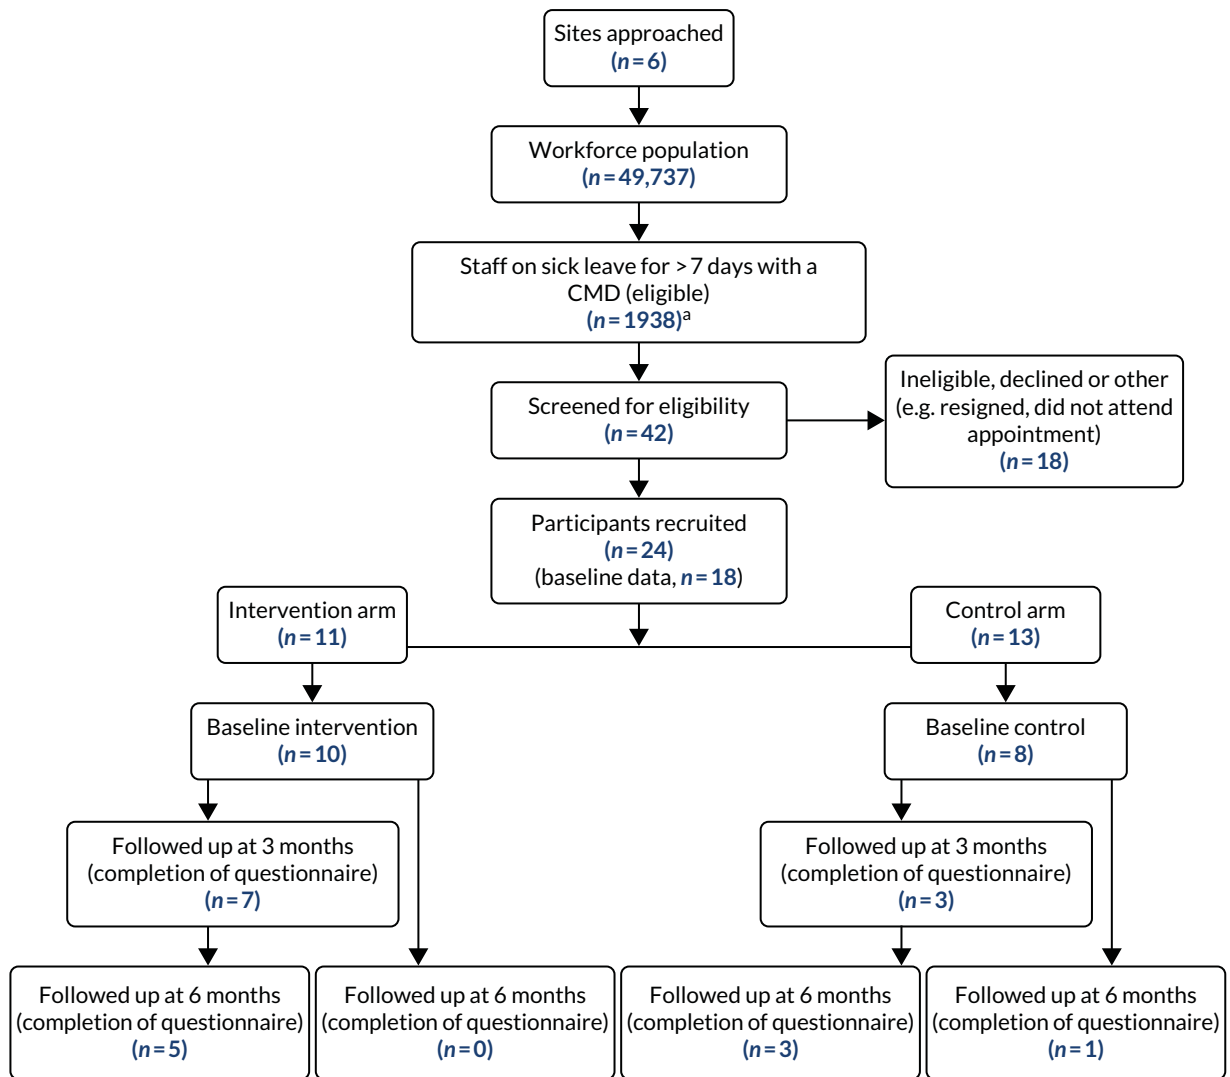 Sites approached
(n = 6)
Workforce population
(n = 49,737)
Staff on sick leave for > 7 days with a
CMD (eligible)
(n = 1938)a
Screened for eligibility
(n = 42)
Ineligible, declined or other
(e.g. resigned, did not attend
appointment)
(n = 18)
Participants recruited
(n = 24)
(baseline data, n = 18)
Intervention arm
(n = 11)
Control arm
(n = 13)
Baseline intervention
(n = 10)
Baseline control
(n = 8)
Followed up at 3 months
(completion of questionnaire)
(n = 7)
Followed up at 3 months
(completion of questionnaire)
(n = 3)
Followed up at 6 months
(completion of questionnaire)
(n = 5)
Followed up at 6 months
(completion of questionnaire)
(n = 0)
Followed up at 6 months
(completion of questionnaire)
(n = 3)
Followed up at 6 months
(completion of questionnaire)
(n = 1)